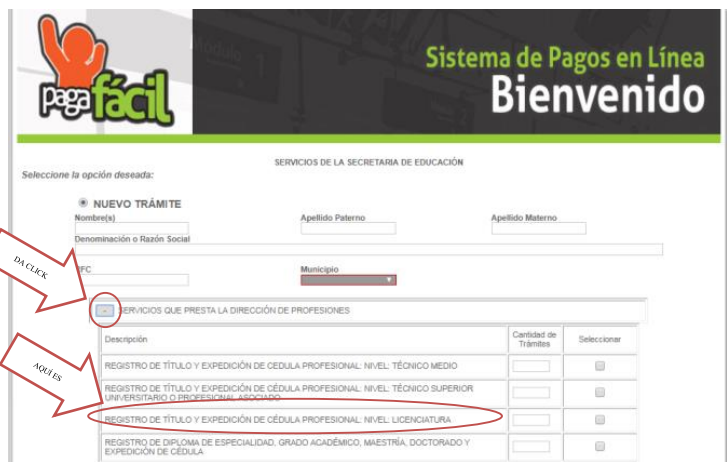 pagafácil
Sistema de Pagos en Línea
Bienvenido
SERVICIOS DE LA SECRETARIA DE EDUCACIÓN
Seleccione la opción deseada:
NUEVO TRÁMITE
Nombre(s) Apellido Paterno Apellido Materno
Denominación o Razón Social
DA CLICK
FC Municipio
- SERVICIOS QUE PRESTA LA DIRECCIÓN DE PROFESIONES
Descripción Cantidad de Trámites Seleccionar
AQUÍ ES
REGISTRO DE TÍTULO Y EXPEDICIÓN DE CEDULA PROFESIONAL: NIVEL: TÉCNICO MEDIO
REGISTRO DE TÍTULO Y EXPEDICIÓN DE CÉDULA PROFESIONAL: NIVEL: TÉCNICO SUPERIOR
UNIVERSITARIO O PROFESIONAL ASOCIADO
REGISTRO DE TÍTULO Y EXPEDICIÓN DE CÉDULA PROFESIONAL: NIVEL: LICENCIATURA
REGISTRO DE DIPLOMA DE ESPECIALIDAD, GRADO ACADÉMICO, MAESTRÍA, DOCTORADO Y
EXPEDICIÓN DE CÉDULA